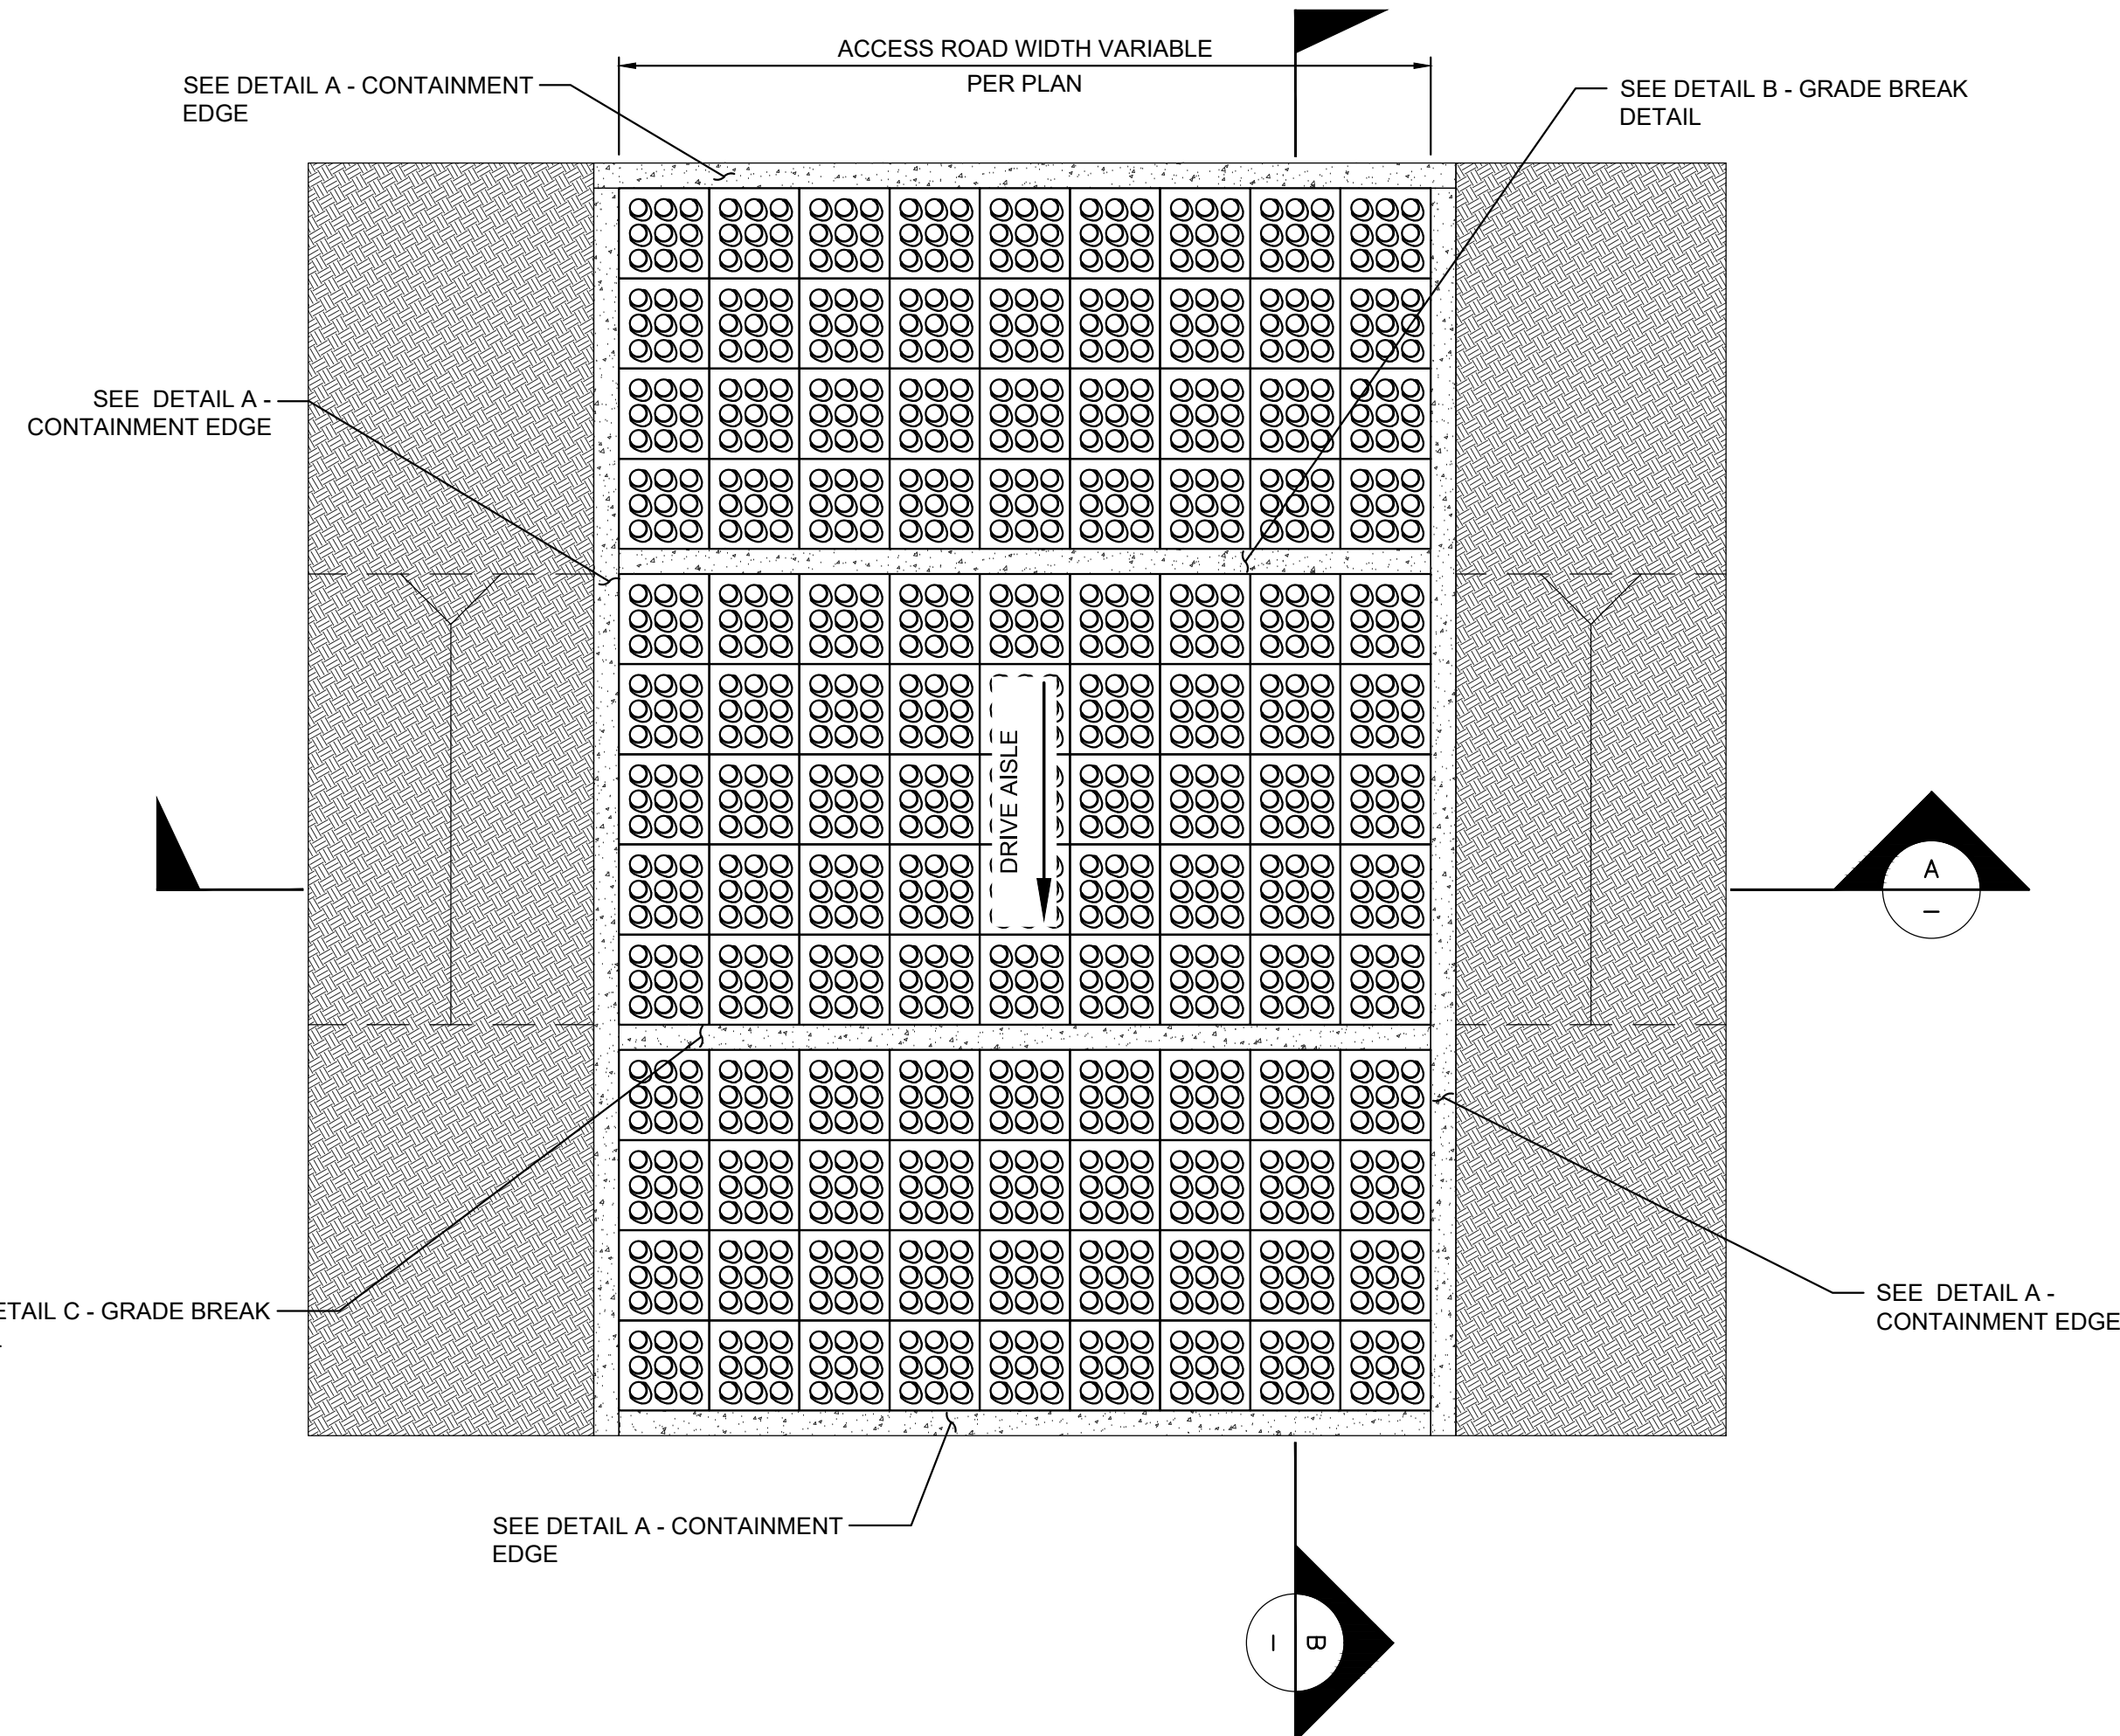 ACCESS ROAD WIDTH VARIABLE
PER PLAN
SEE DETAIL A - CONTAINMENT
EDGE
SEE DETAIL B - GRADE BREAK
DETAIL
SEE DETAIL A -
CONTAINMENT EDGE
DRIVE AISLE
A
–
C - GRADE BREAK
SEE DETAIL A -
CONTAINMENT EDGE
SEE DETAIL A - CONTAINMENT
EDGE
B
–